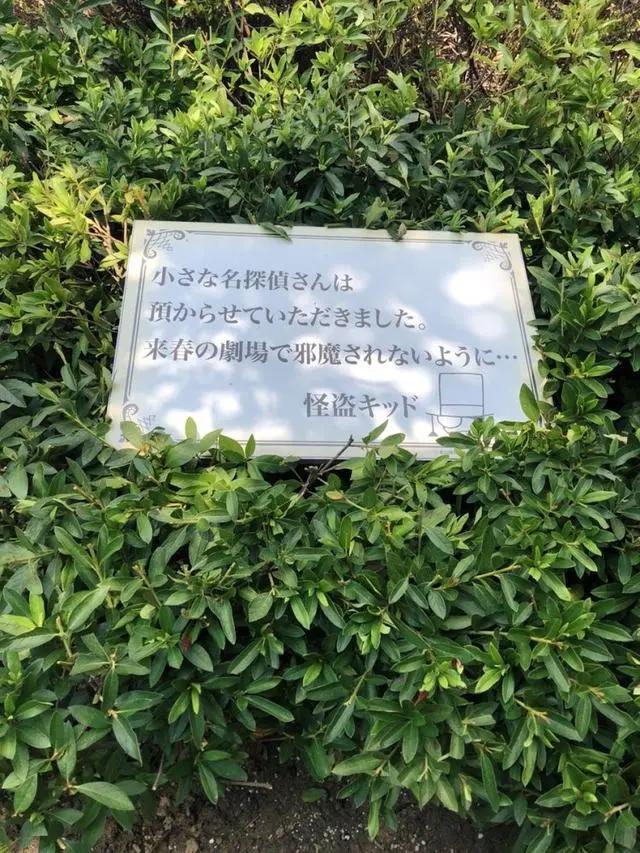 小さな名探偵さんは
預からせていただきました。
来春の劇場で邪魔されないように…
怪盗キッド